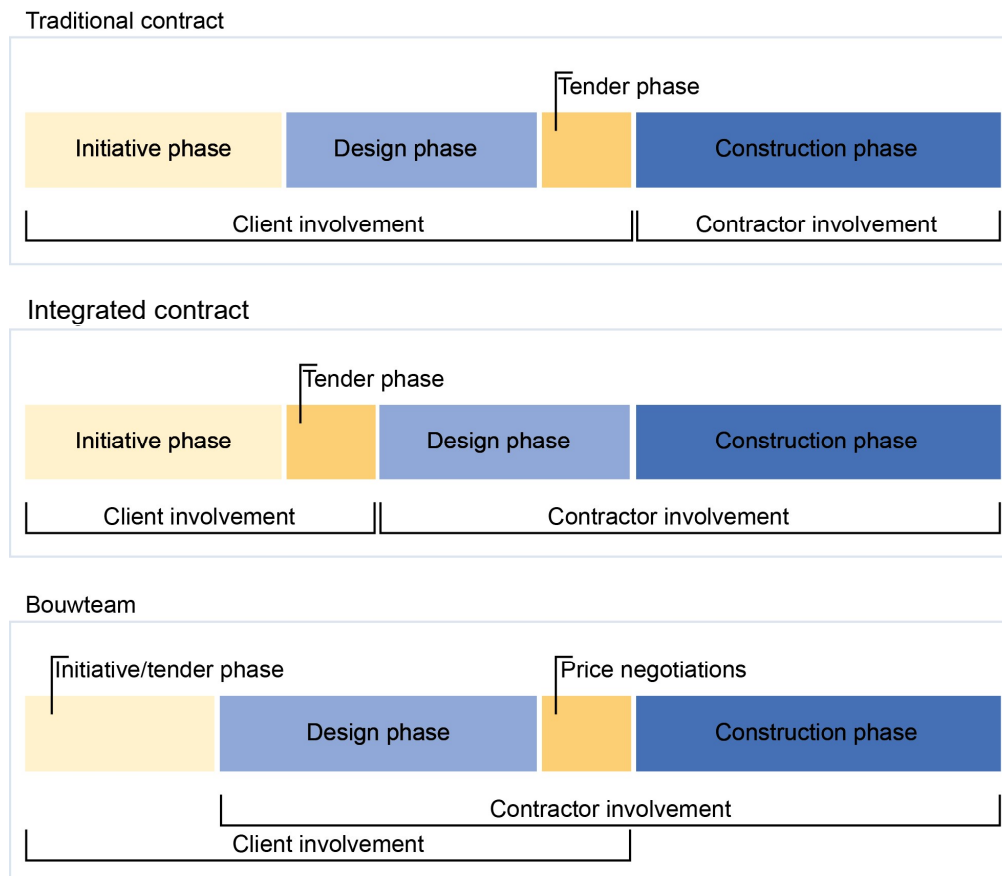 Traditional contract
Tender phase
Initiative phase
Design phase
Construction phase
Client involvement
Contractor involvement
Integrated contract
Tender phase
Initiative phase
Design phase
Construction phase
Client involvement
Contractor involvement
Bouwteam
Initiative/tender phase
Price negotiations
Design phase
Construction phase
Contractor involvement
Client involvement